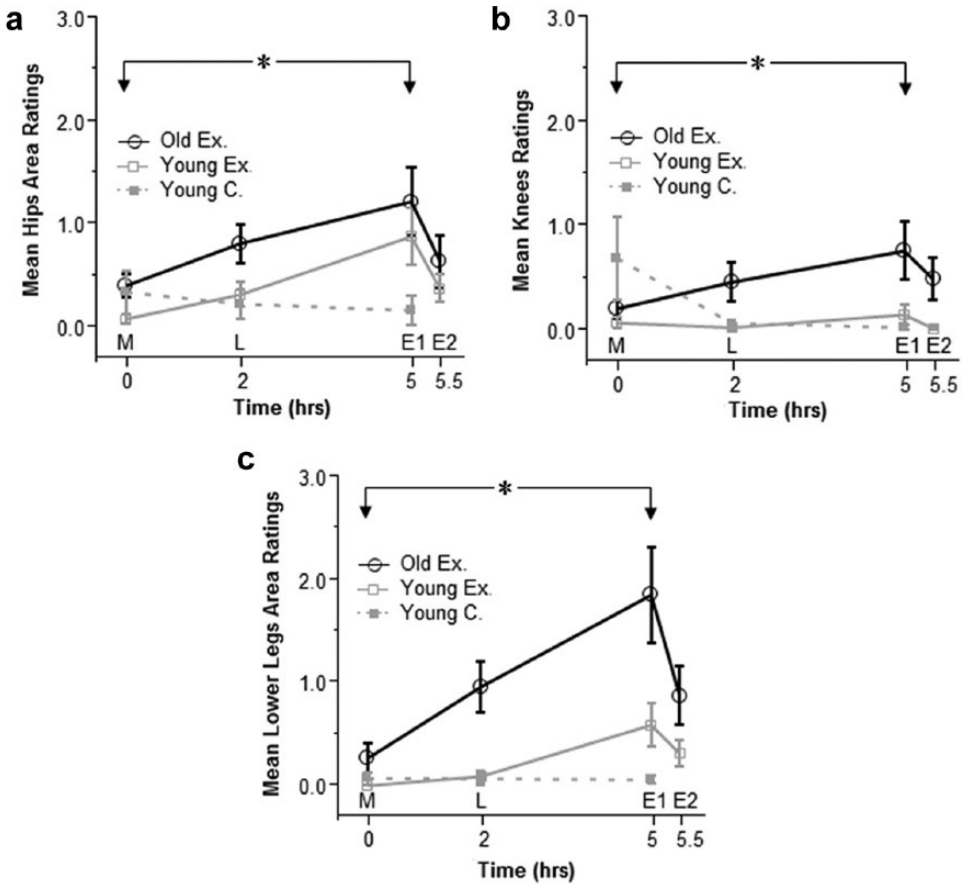 a
3.0
2.0
1.0
0.0
Mean Hips Area Ratings
*
Old Ex.
Young Ex.
Young C.
M L E1 E2
0 2 5 5.5
Time (hrs)
b
3.0
2.0
1.0
0.0
Mean Knees Ratings
*
Old Ex.
Young Ex.
Young C.
M L E1 E2
0 2 5 5.5
Time (hrs)
c
3.0
2.0
1.0
0.0
Mean Lower Legs Area Ratings
*
Old Ex.
Young Ex.
Young C.
M L E1 E2
0 2 5 5.5
Time (hrs)